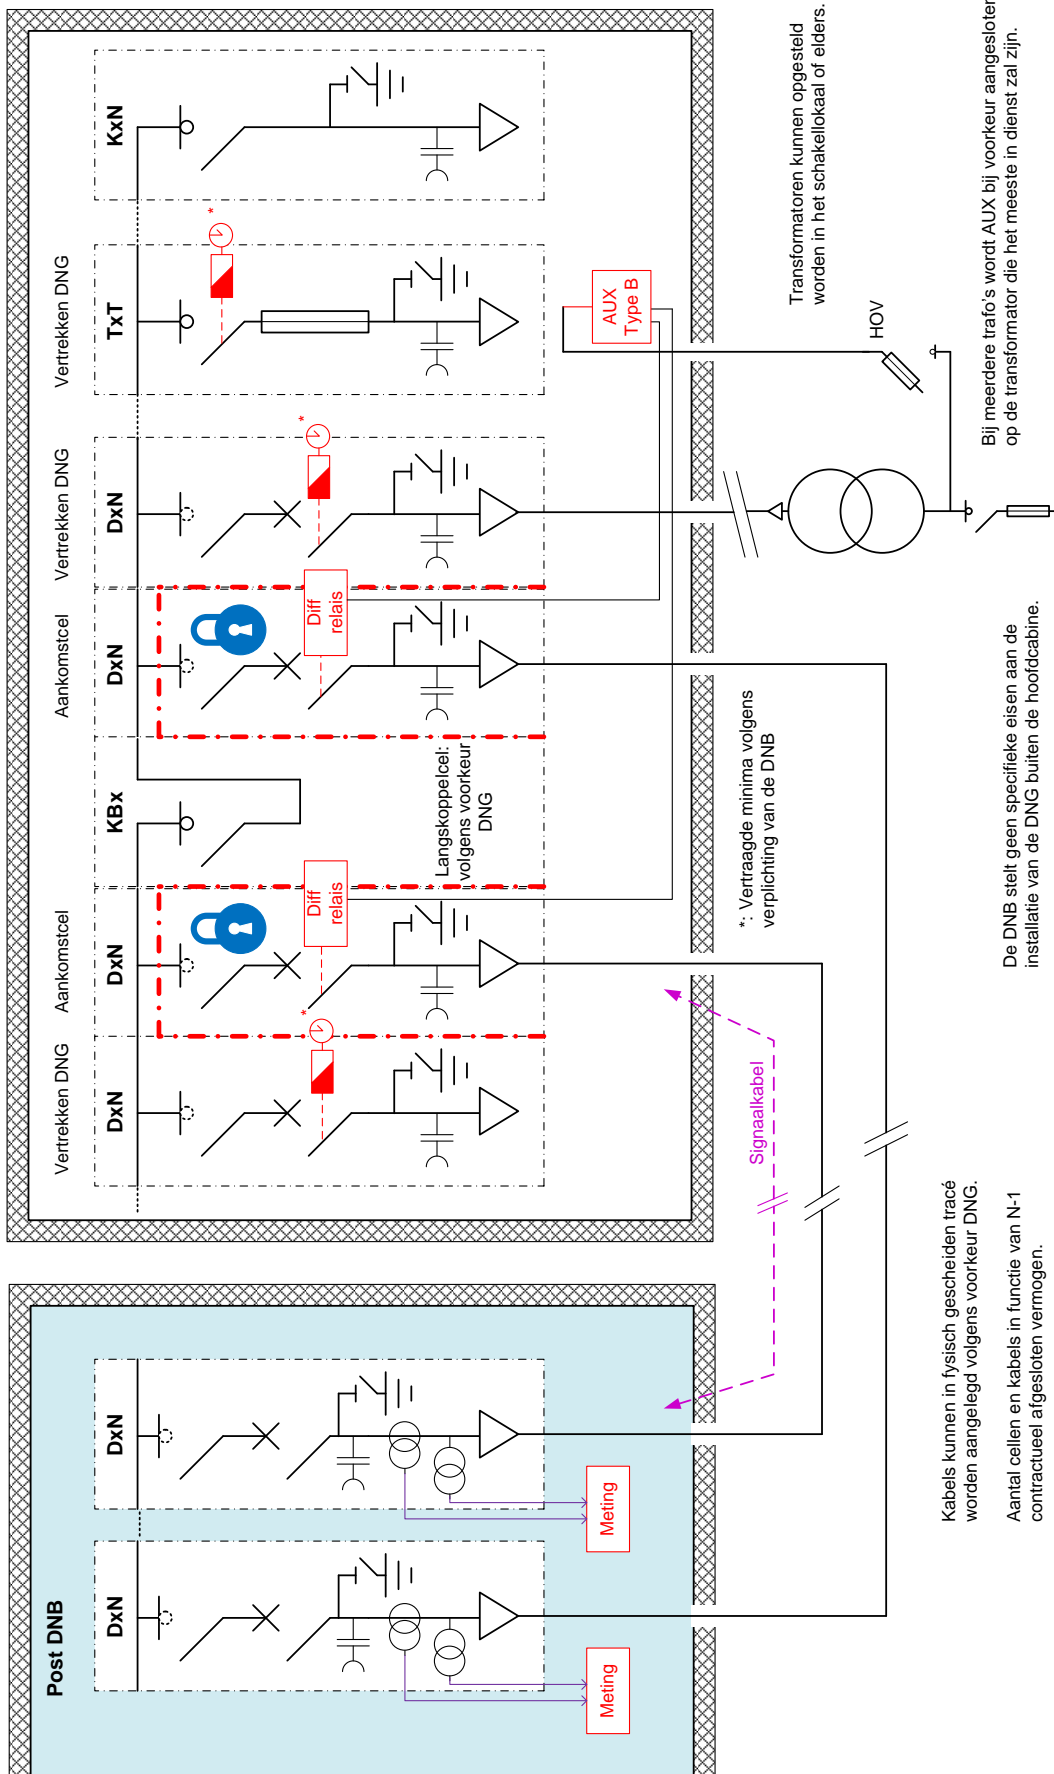 Post DNB
DxN
DxN
Meting
Meting
Vertrekken DNG
Aankomstcel
Aankomstcel
Vertrekken DNG
Vertrekken DNG
DxN
DxN
KBx
DxN
DxN
TxT
KxN
*
*
*
Diff
relais
Diff
relais
Langskoppelcel:
volgens voorkeur
DNG
AUX
Type B
Signaalkabel
*: Vertraagde minima volgens
verplichting van de DNB
Transformatoren kunnen opgesteld
worden in het schakellokaal of elders.
HOV
Kabels kunnen in fysisch gescheiden tracé
worden aangelegd volgens voorkeur DNG.
Aantal cellen en kabels in functie van N-1
contractueel afgesloten vermogen.
De DNB stelt geen specifieke eisen aan de
installatie van de DNG buiten de hoofdcabine.
Bij meerdere trafo's wordt AUX bij voorkeur aangesloten
op de transformator die het meeste in dienst zal zijn.